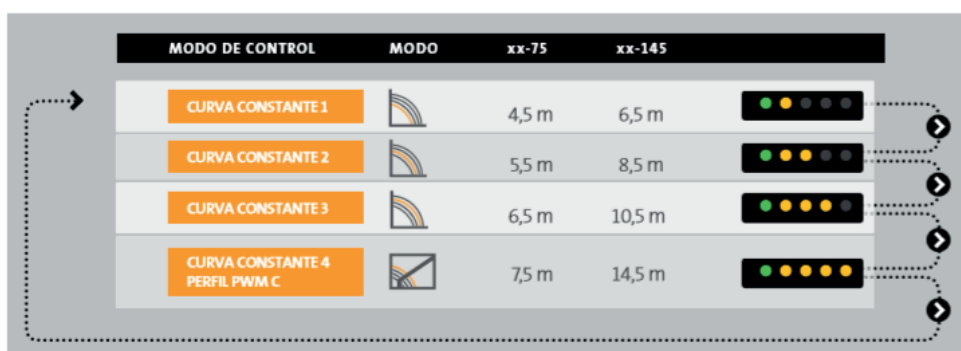 MODO DE CONTROL MODO xx-75 xx-145
CURVA CONSTANTE 1 4,5 m 6,5 m
CURVA CONSTANTE 2 5,5 m 8,5 m
CURVA CONSTANTE 3 6,5 m 10,5 m
CURVA CONSTANTE 4
PERFIL PWM C 7,5 m 14,5 m